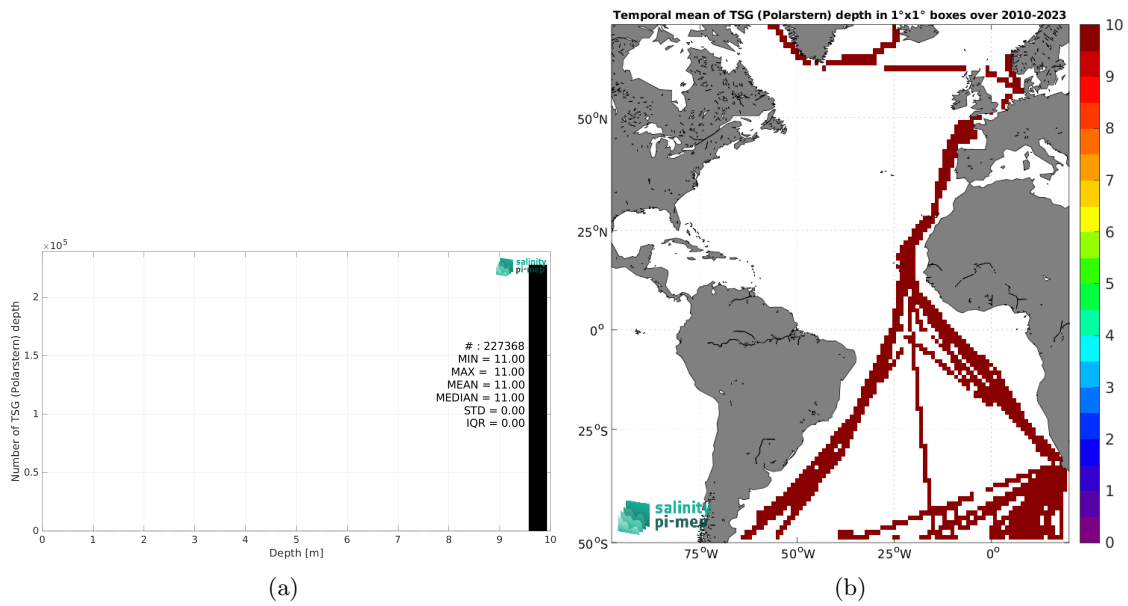 ×10⁵
2
1.5
1
0.5
0
Number of TSG (Polarstern) depth
salinity
pi-mep
# : 227368
MIN = 11.00
MAX = 11.00
MEAN = 11.00
MEDIAN = 11.00
STD = 0.00
IQR = 0.00
0 1 2 3 4 5 6 7 8 9 10
Depth [m]
(a)
Temporal mean of TSG (Polarstern) depth in 1°x1° boxes over 2010-2023
50°N
25°N
0°
25°S
50°S
75°W 50°W 25°W 0°
salinity
pi-mep
10
9
8
7
6
5
4
3
2
1
0
(b)